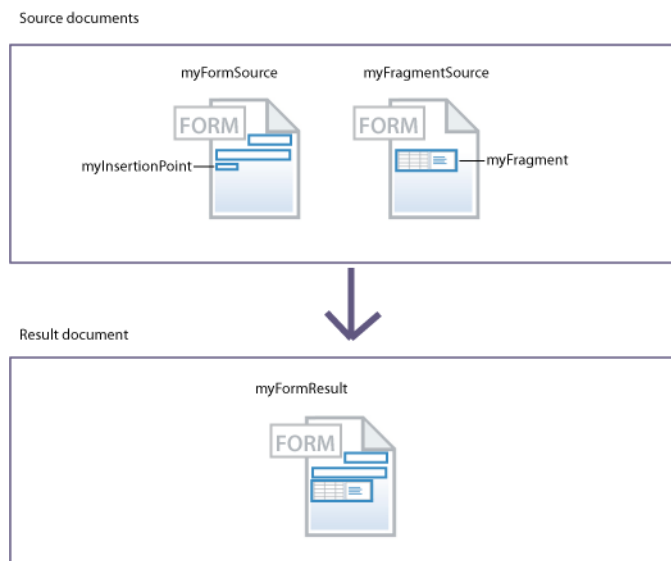 Source documents
myFormSource
myFragmentSource
FORM
FORM
myInsertionPoint
myFragment
Result document
myFormResult
FORM